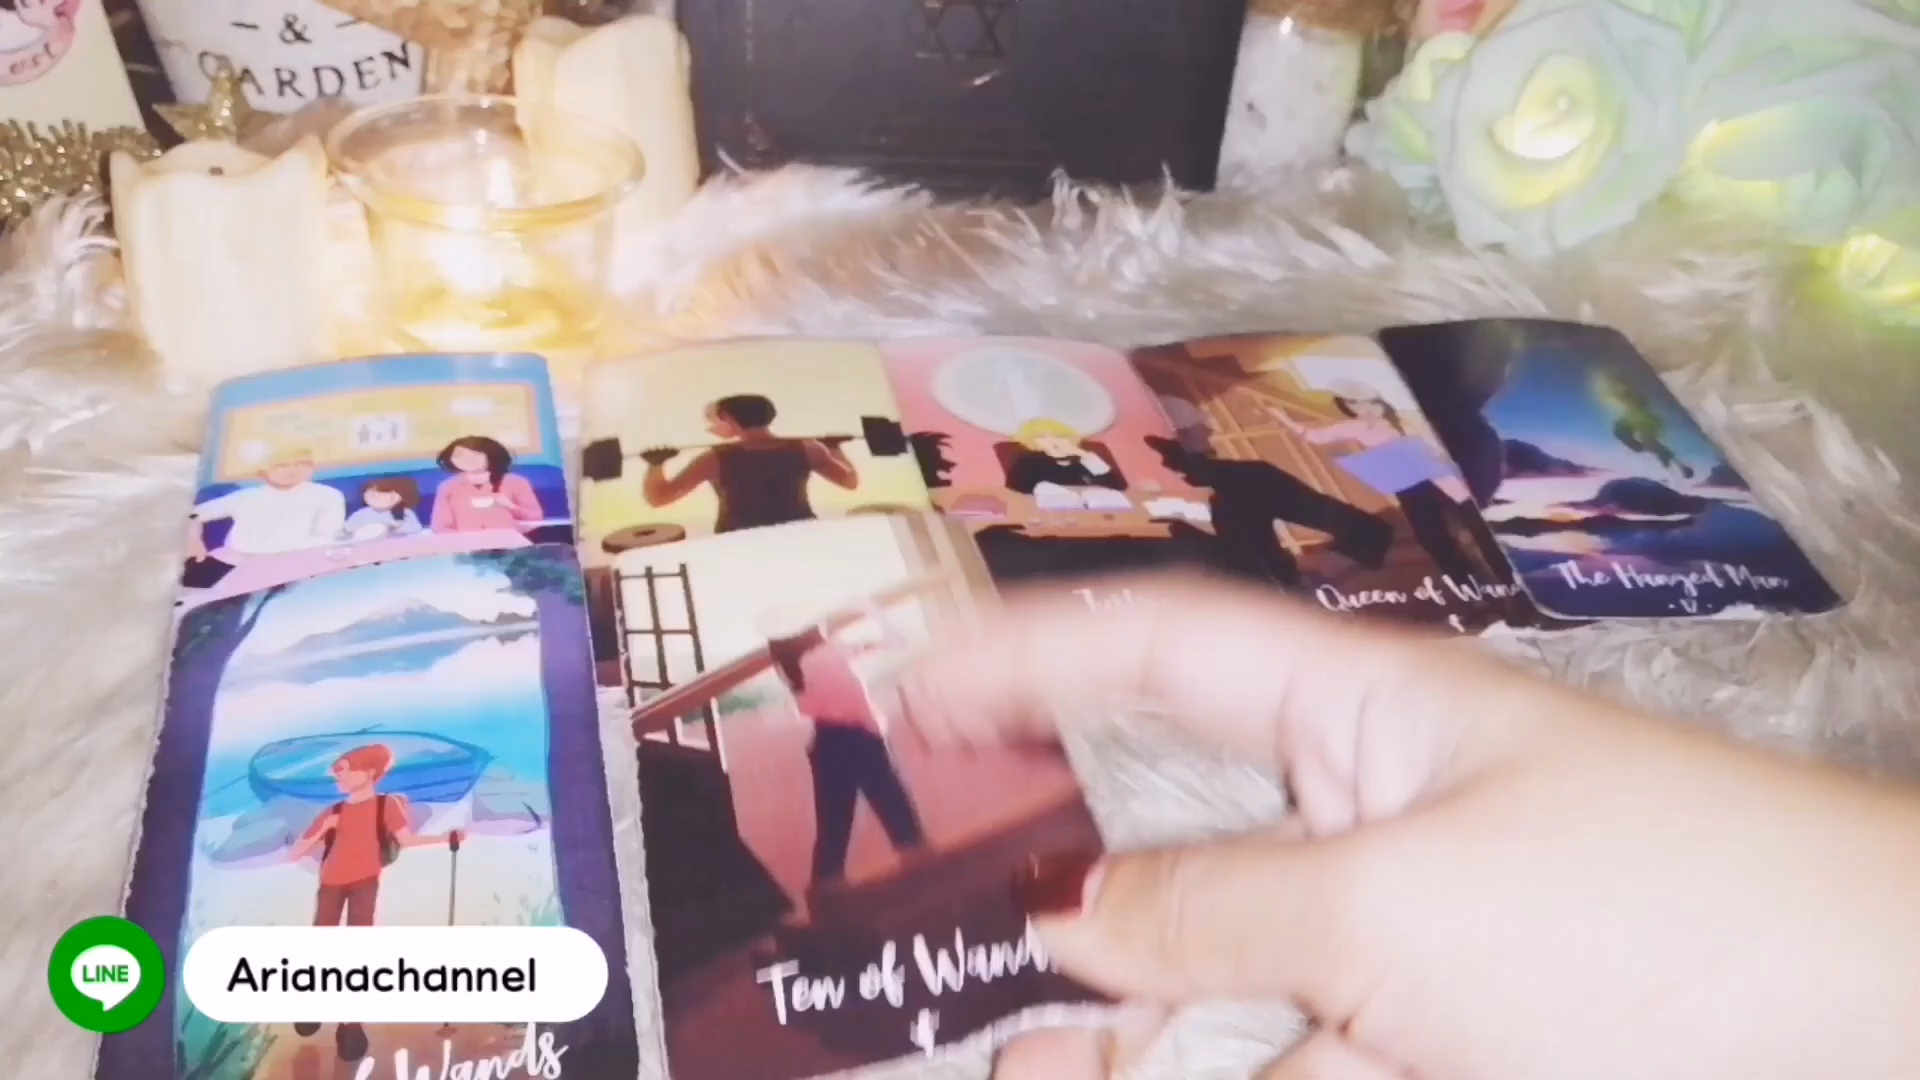 &
GARDEN
Queen of Wand
The Hanged Man
· V ·
Ten of Wand
LINE
Arianachannel
f Wands